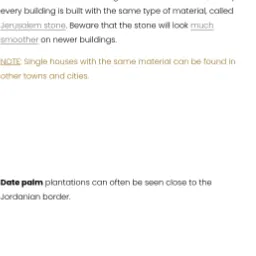 every building is built with the same type of material, called
Jerusalem stone. Beware that the stone will look much
smoother on newer buildings.
NOTE: Single houses with the same material can be found in
other towns and cities.
Date palm plantations can often be seen close to the
Jordanian border.